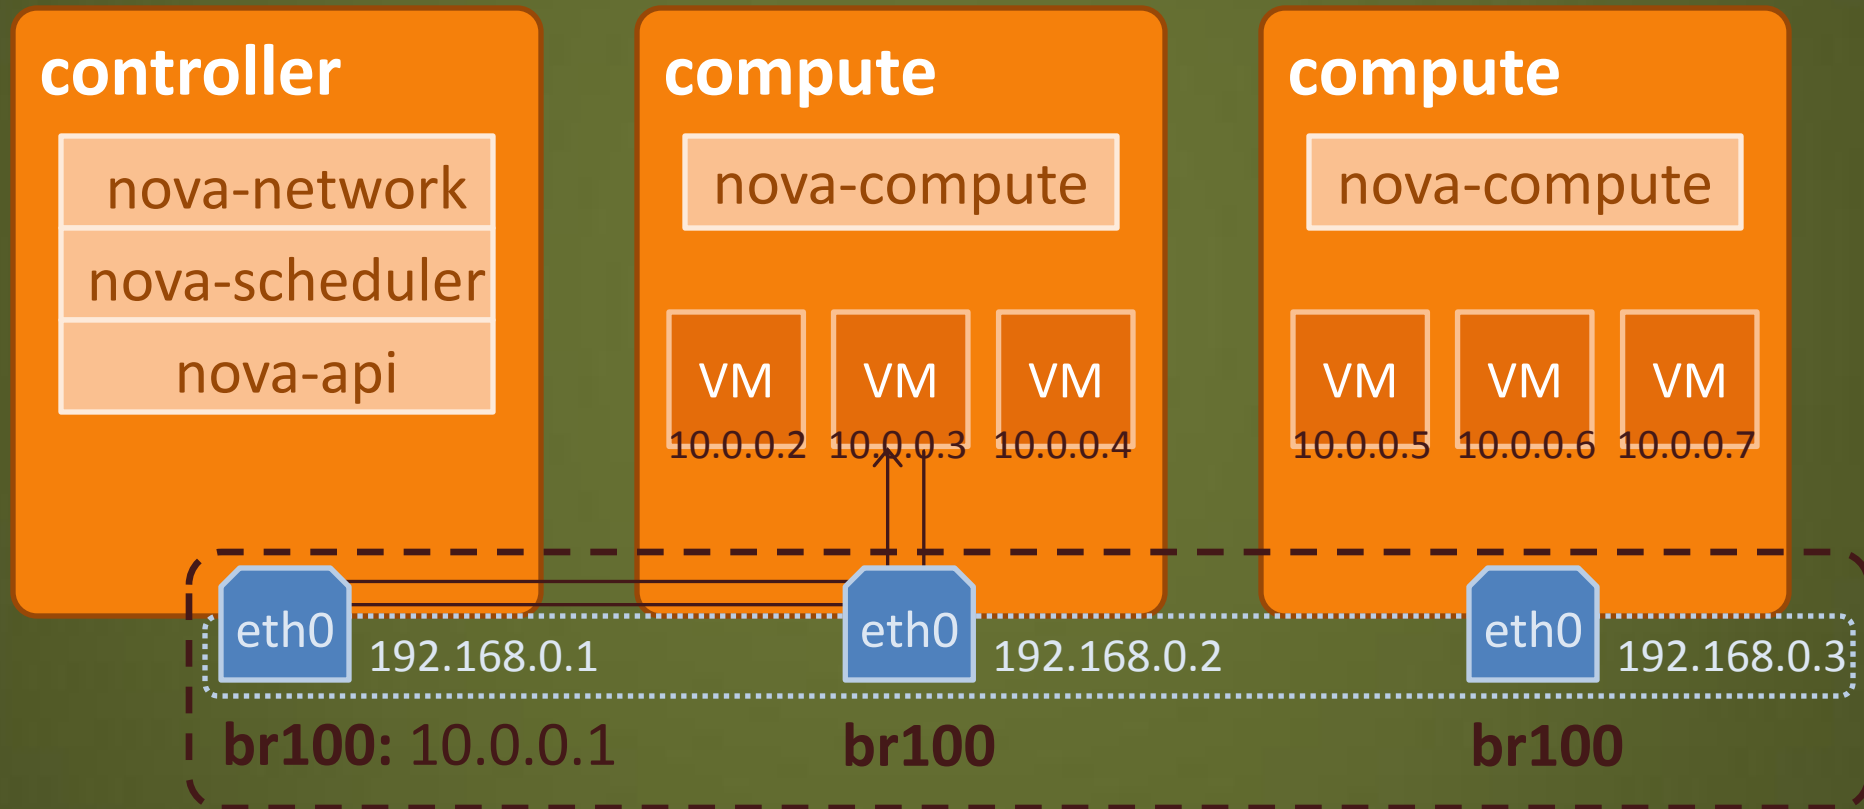 controller
nova-network
nova-scheduler
nova-api
compute
nova-compute
VM
10.0.0.2
VM
10.0.0.3
VM
10.0.0.4
compute
nova-compute
VM
10.0.0.5
VM
10.0.0.6
VM
10.0.0.7
eth0
192.168.0.1
eth0
192.168.0.2
eth0
192.168.0.3
br100: 10.0.0.1
br100
br100